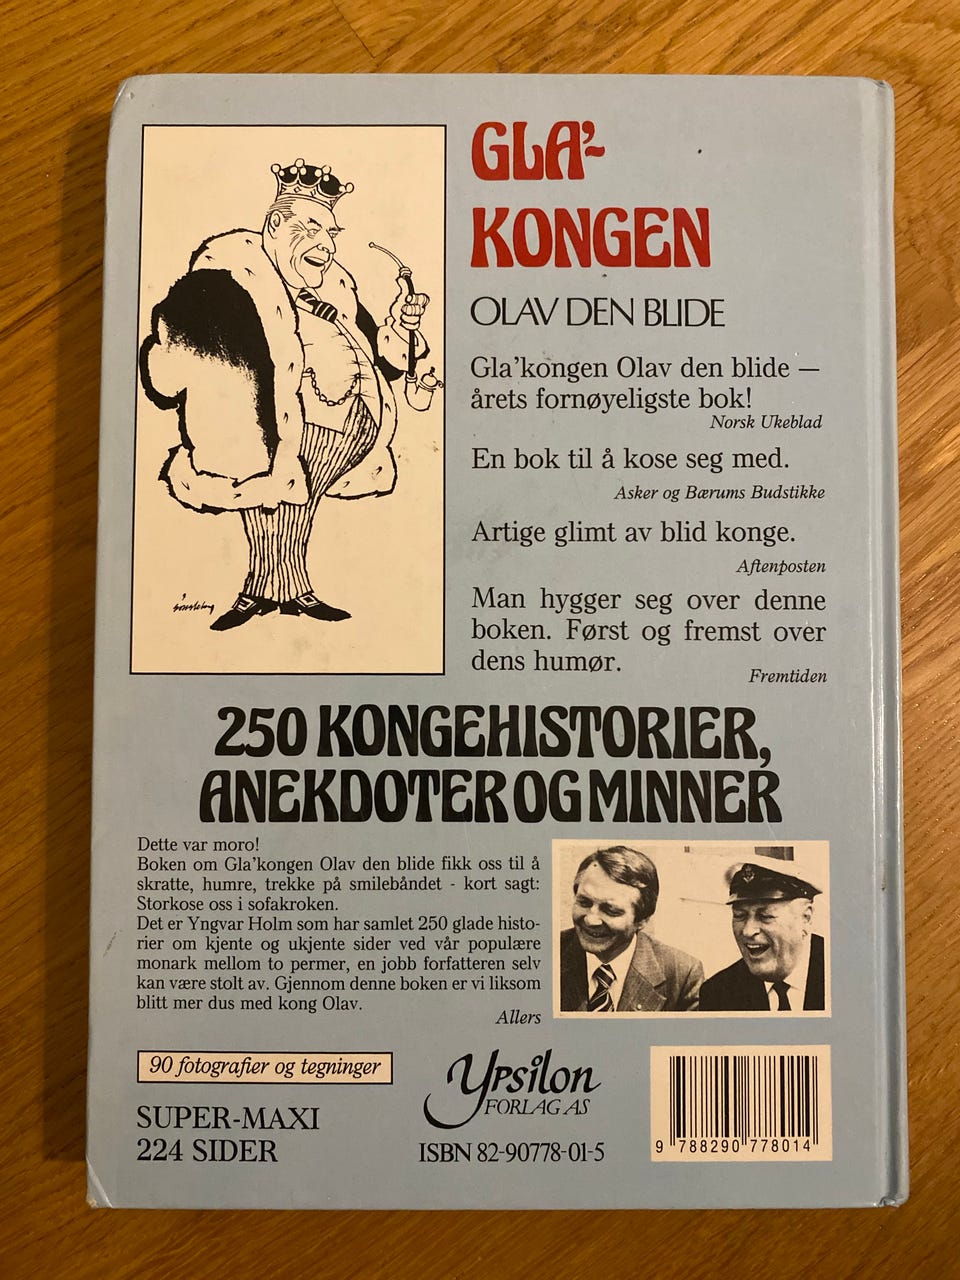 GLA'-
KONGEN
OLAV DEN BLIDE
Gla'kongen Olav den blide —
årets fornøyeligste bok!
Norsk Ukeblad
En bok til å kose seg med.
Asker og Bærums Budstikke
Artige glimt av blid konge.
Aftenposten
Man hygger seg over denne
boken. Først og fremst over
dens humør.
Fremtiden
250 KONGEHISTORIER,
ANEKDOTER OG MINNER
Dette var moro!
Boken om Gla'kongen Olav den blide fikk oss til å
skratte, humre, trekke på smilebåndet - kort sagt:
Storkose oss i sofakroken.
Det er Yngvar Holm som har samlet 250 glade histo-
rier om kjente og ukjente sider ved vår populære
monark mellom to permer, en jobb forfatteren selv
kan være stolt av. Gjennom denne boken er vi liksom
blitt mer dus med kong Olav.
Allers
90 fotografier og tegninger
SUPER-MAXI
224 SIDER
Ypsilon
FORLAG AS
ISBN 82-90778-01-5
9 788290 778014